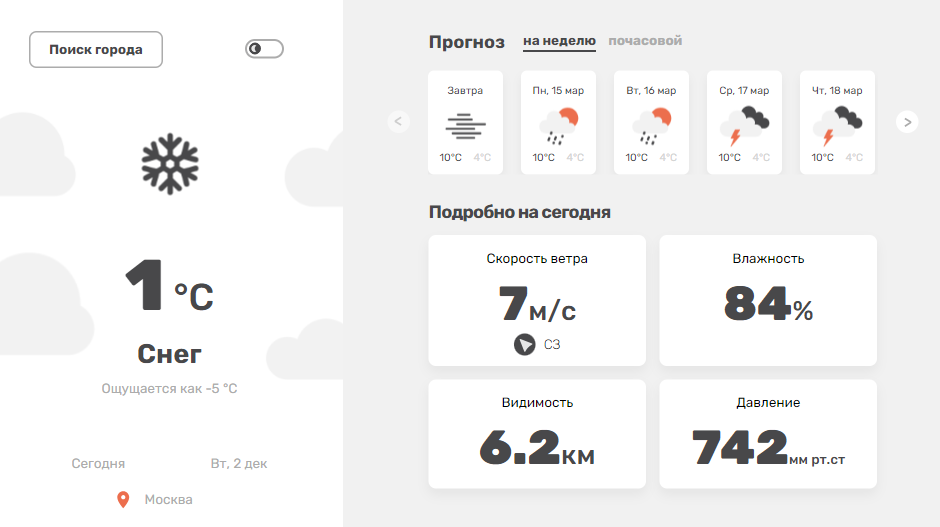 Поиск города
1 °C
Снег
Ощущается как -5 °C
Сегодня Вт, 2 дек
Москва
Прогноз на неделю почасовой
<
Завтра
10°C 4°C
Пн, 15 мар
10°C 4°C
Вт, 16 мар
10°C 4°C
Ср, 17 мар
10°C 4°C
Чт, 18 мар
10°C 4°C
>
Подробно на сегодня
Скорость ветра
7м/с
СЗ
Влажность
84%
Видимость
6.2км
Давление
742мм рт.ст